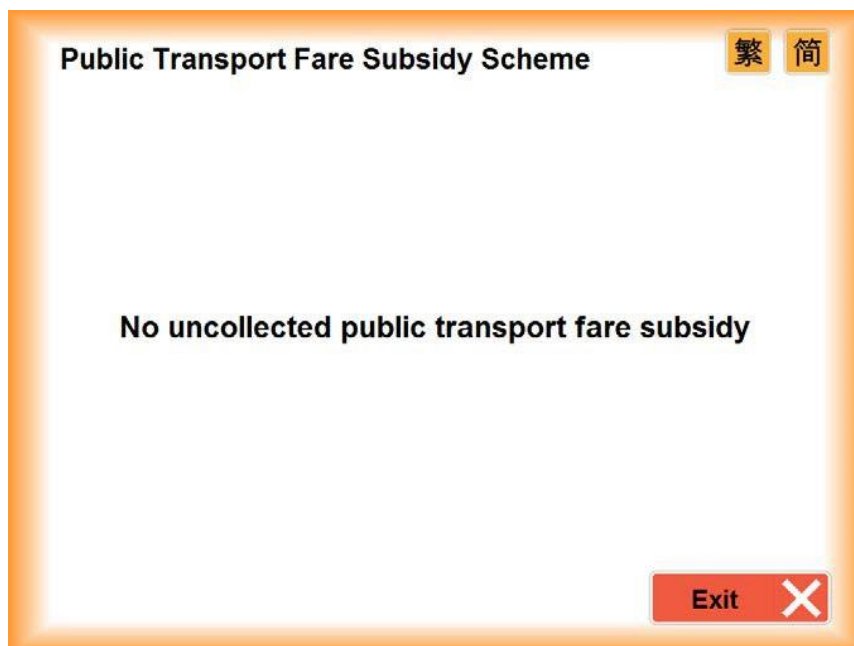 Public Transport Fare Subsidy Scheme
繁 简
No uncollected public transport fare subsidy
Exit